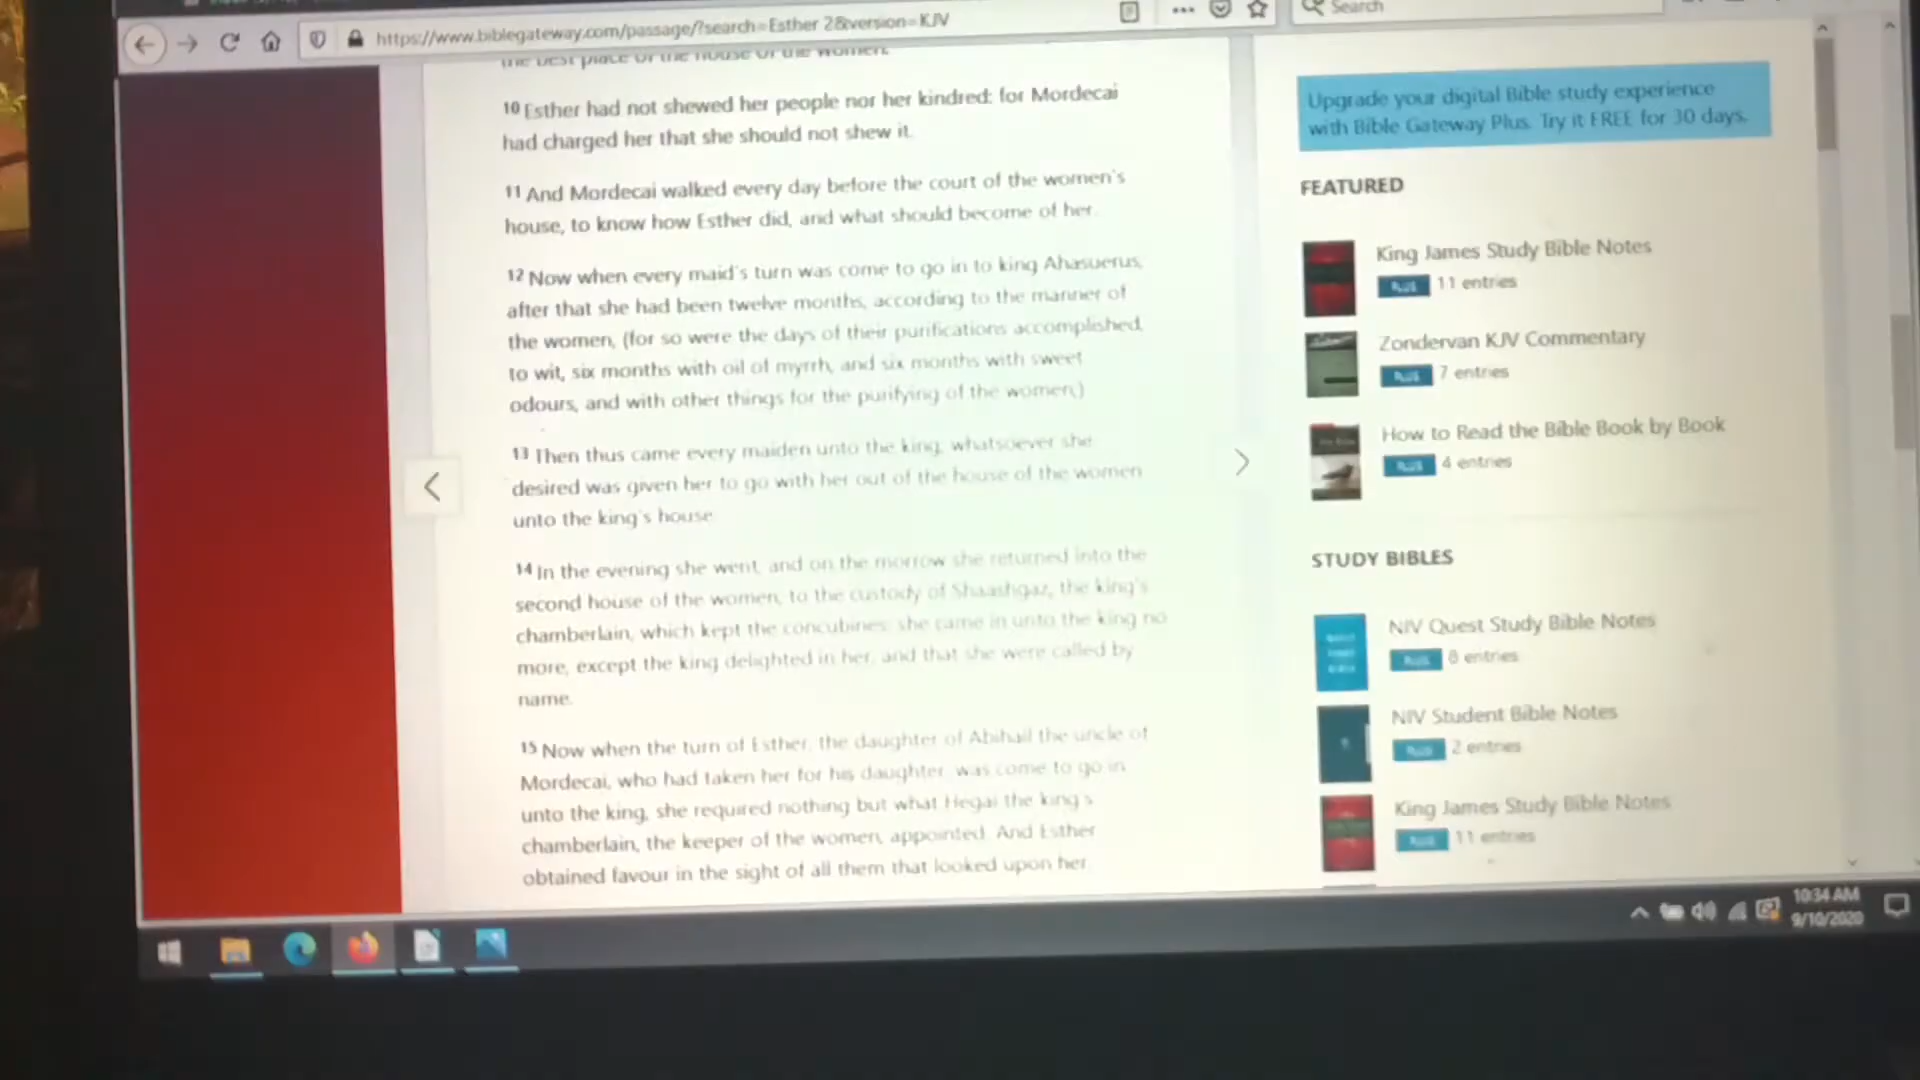 https://www.biblegateway.com/passage/?search=Esther 2&version=KJV
Search
the best place of the house of the women.
10 Esther had not shewed her people nor her kindred: for Mordecai
had charged her that she should not shew it.
11 And Mordecai walked every day before the court of the women's
house, to know how Esther did, and what should become of her.
12 Now when every maid's turn was come to go in to king Ahasuerus,
after that she had been twelve months, according to the manner of
the women, (for so were the days of their purifications accomplished,
to wit, six months with oil of myrrh, and six months with sweet
odours, and with other things for the purifying of the women;)
13 Then thus came every maiden unto the king; whatsoever she
desired was given her to go with her out of the house of the women
unto the king's house.
14 In the evening she went, and on the morrow she returned into the
second house of the women, to the custody of Shaashgaz, the king's
chamberlain, which kept the concubines: she came in unto the king no
more, except the king delighted in her, and that she were called by
name.
15 Now when the turn of Esther, the daughter of Abihail the uncle of
Mordecai, who had taken her for his daughter, was come to go in
unto the king, she required nothing but what Hegai the king's
chamberlain, the keeper of the women, appointed. And Esther
obtained favour in the sight of all them that looked upon her.
Upgrade your digital Bible study experience
with Bible Gateway Plus. Try it FREE for 30 days.
FEATURED
King James Study Bible Notes
PLUS 11 entries
Zondervan KJV Commentary
PLUS 7 entries
How to Read the Bible Book by Book
PLUS 4 entries
STUDY BIBLES
NIV Quest Study Bible Notes
PLUS 8 entries
NIV Student Bible Notes
PLUS 2 entries
King James Study Bible Notes
PLUS 11 entries
10:34 AM
9/10/2020